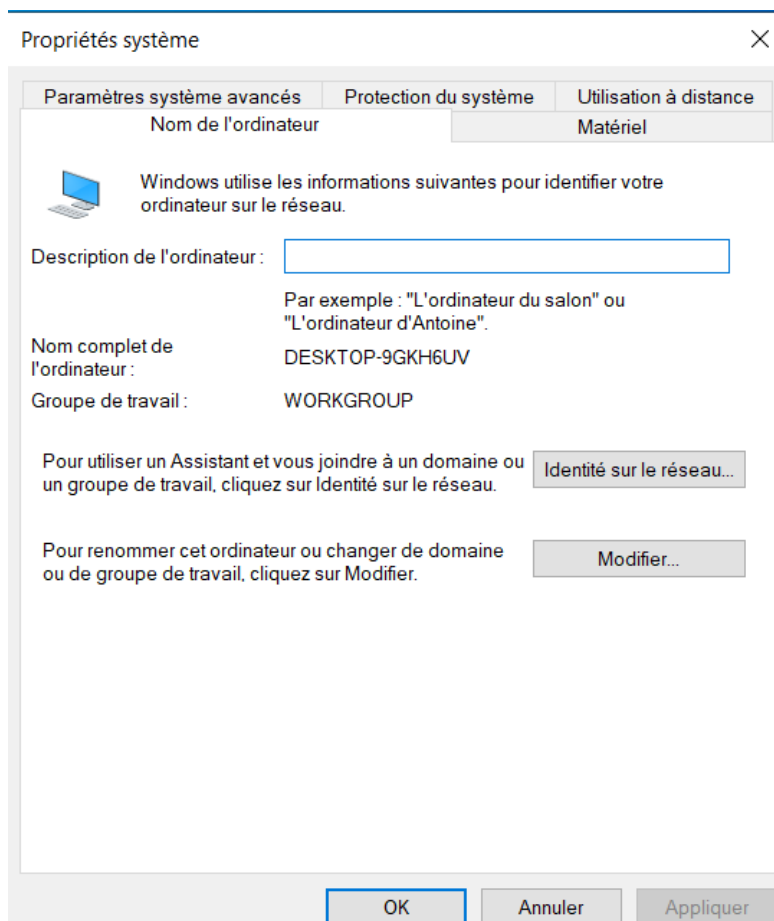 Propriétés système
Paramètres système avancés
Protection du système
Utilisation à distance
Nom de l'ordinateur
Matériel
Windows utilise les informations suivantes pour identifier votre
ordinateur sur le réseau.
Description de l'ordinateur :
Par exemple : "L'ordinateur du salon" ou
"L'ordinateur d'Antoine".
Nom complet de
l'ordinateur :
DESKTOP-9GKH6UV
Groupe de travail :
WORKGROUP
Pour utiliser un Assistant et vous joindre à un domaine ou
un groupe de travail, cliquez sur Identité sur le réseau.
Identité sur le réseau...
Pour renommer cet ordinateur ou changer de domaine
ou de groupe de travail, cliquez sur Modifier.
Modifier...
OK
Annuler
Appliquer